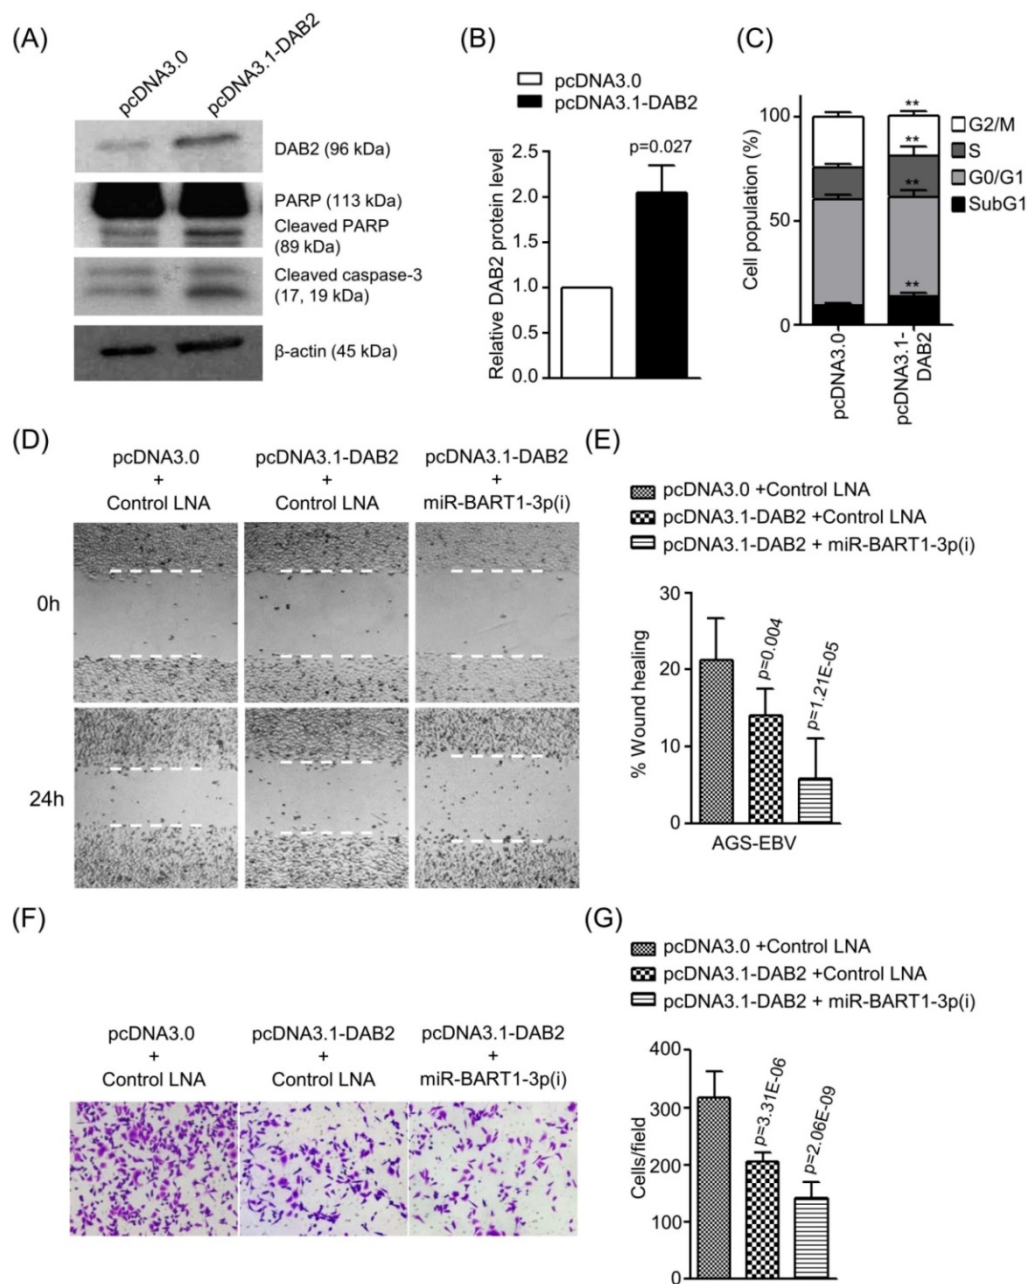 (A)
pcDNA3.0
pcDNA3.1-DAB2
DAB2 (96 kDa)
PARP (113 kDa)
Cleaved PARP
(89 kDa)
Cleaved caspase-3
(17, 19 kDa)
β-actin (45 kDa)
(B)
pcDNA3.0
pcDNA3.1-DAB2
Relative DAB2 protein level
2.5
2.0
1.5
1.0
0.5
0.0
p=0.027
(C)
Cell population (%)
100
50
0
**
**
**
**
G2/M
S
G0/G1
SubG1
pcDNA3.0
pcDNA3.1-
DAB2
(D)
pcDNA3.0
+
Control LNA
pcDNA3.1-DAB2
+
Control LNA
pcDNA3.1-DAB2
+
miR-BART1-3p(i)
0h
24h
(E)
pcDNA3.0 +Control LNA
pcDNA3.1-DAB2 +Control LNA
pcDNA3.1-DAB2 + miR-BART1-3p(i)
% Wound healing
30
20
10
0
p=0.004
p=1.21E-05
AGS-EBV
(F)
pcDNA3.0
+
Control LNA
pcDNA3.1-DAB2
+
Control LNA
pcDNA3.1-DAB2
+
miR-BART1-3p(i)
(G)
pcDNA3.0 +Control LNA
pcDNA3.1-DAB2 +Control LNA
pcDNA3.1-DAB2 + miR-BART1-3p(i)
Cells/field
400
300
200
100
0
p=3.31E-06
p=2.06E-09